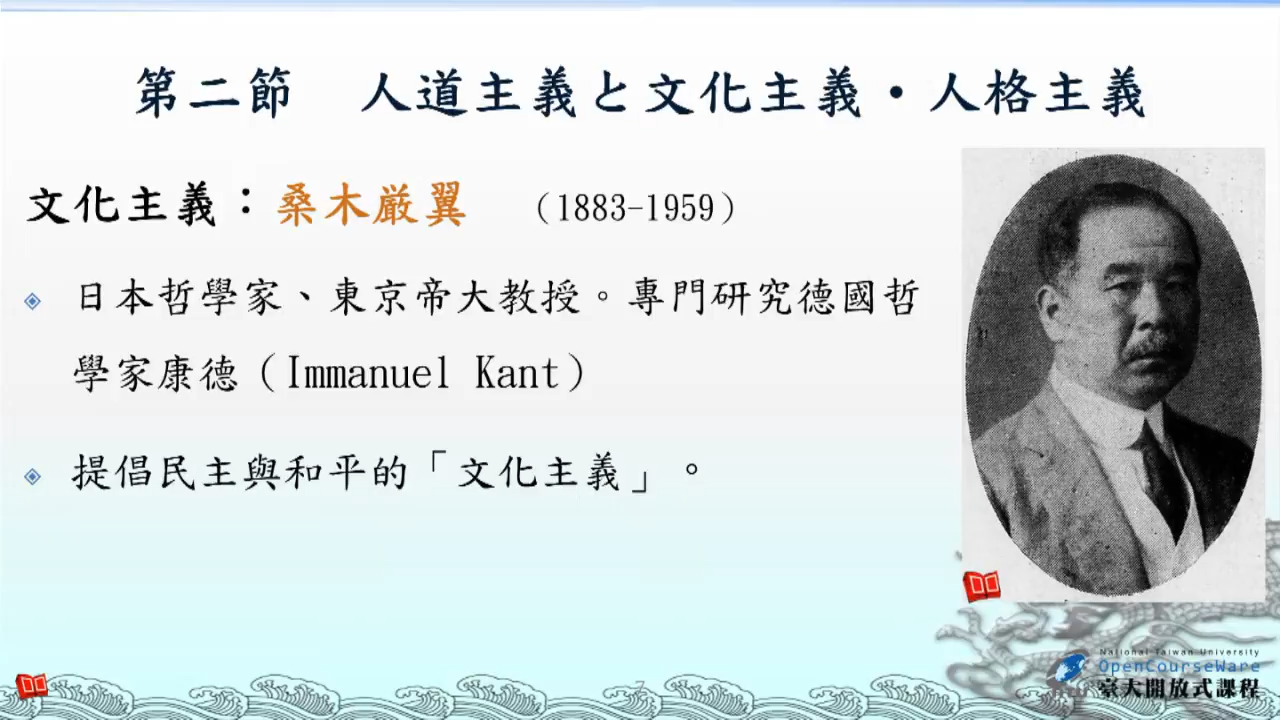 第二節　人道主義と文化主義・人格主義
文化主義：桑木厳翼　（1883-1959）
日本哲學家、東京帝大教授。專門研究德國哲
學家康德（Immanuel Kant）
提倡民主與和平的「文化主義」。
7
National Taiwan University
OpenCourseWare
臺大開放式課程